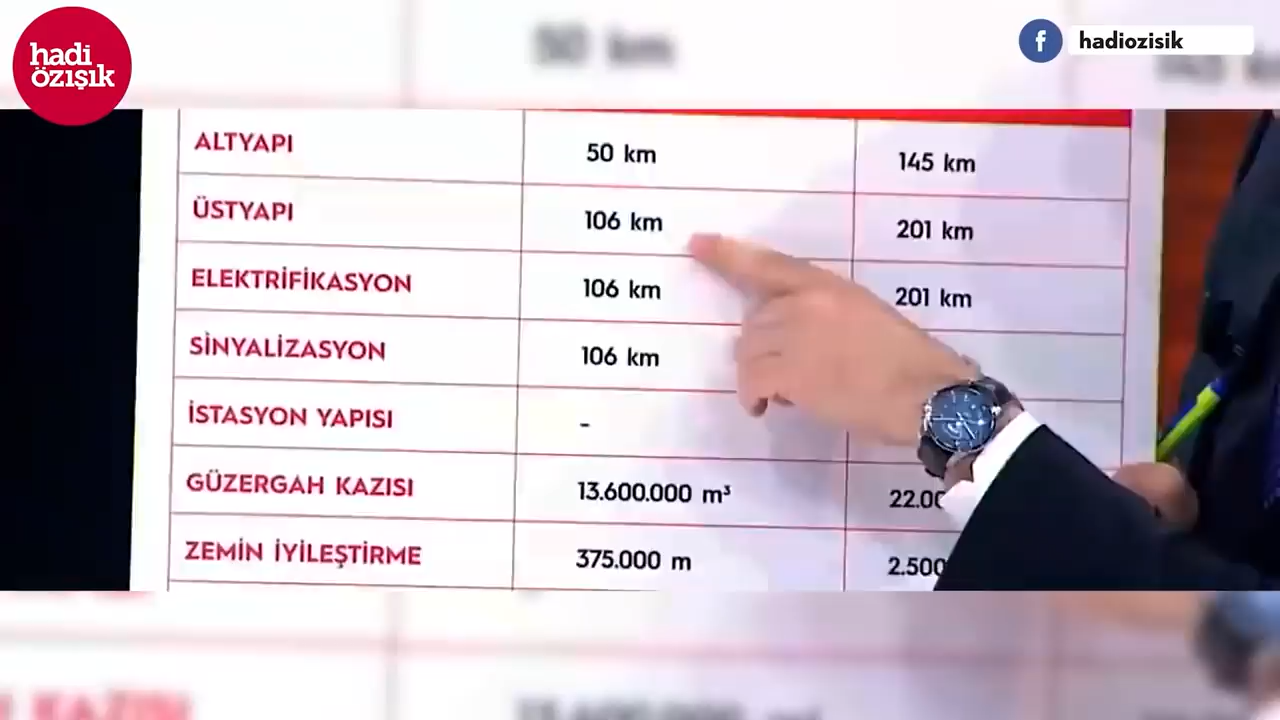 hadi
özışık
hadiozisik
50 km
ALTYAPI 50 km 145 km
ÜSTYAPI 106 km 201 km
ELEKTRİFİKASYON 106 km 201 km
SİNYALİZASYON 106 km
İSTASYON YAPISI -
GÜZERGAH KAZISI 13.600.000 m³
ZEMİN İYİLEŞTİRME 375.000 m